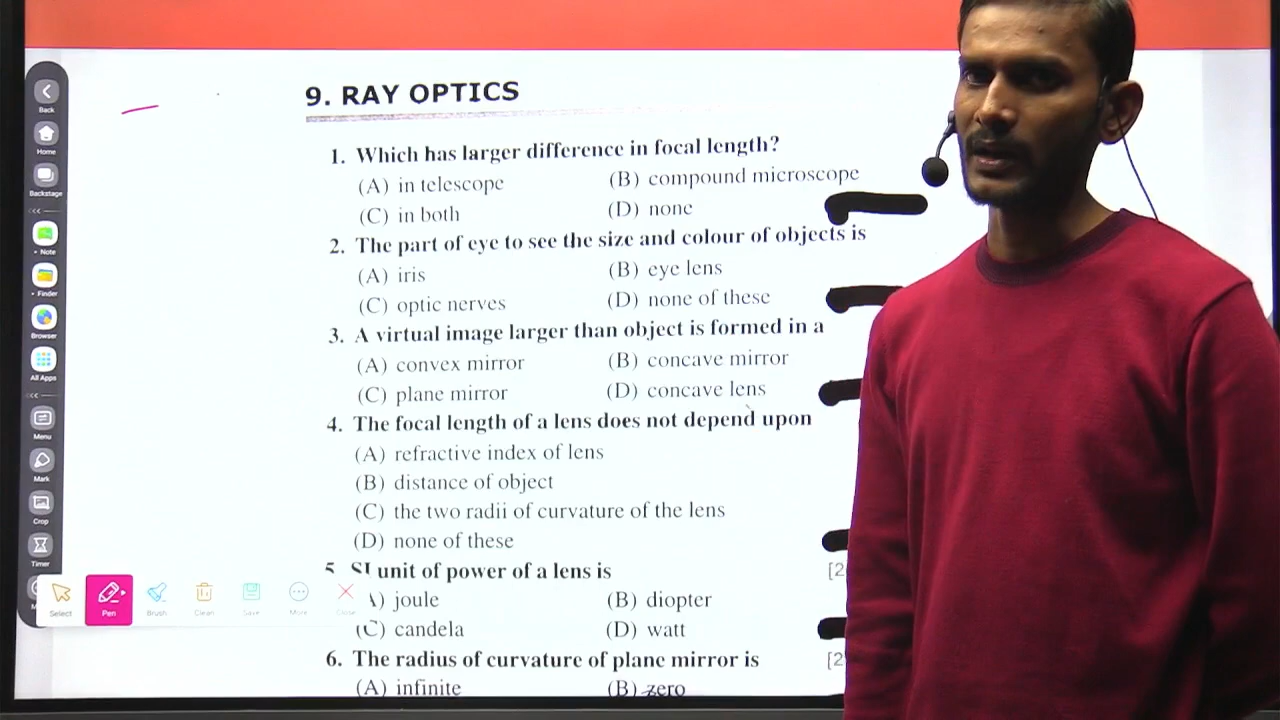 9. RAY OPTICS
1. Which has larger difference in focal length?
(A) in telescope (B) compound microscope
(C) in both (D) none
2. The part of eye to see the size and colour of objects is
(A) iris (B) eye lens
(C) optic nerves (D) none of these
3. A virtual image larger than object is formed in a
(A) convex mirror (B) concave mirror
(C) plane mirror (D) concave lens
4. The focal length of a lens does not depend upon
(A) refractive index of lens
(B) distance of object
(C) the two radii of curvature of the lens
(D) none of these
5 SI unit of power of a lens is [2
A) joule (B) diopter
(C) candela (D) watt
6. The radius of curvature of plane mirror is [2
(A) infinite (B) zero
Back
Home
Backstage
<<<
• Note
• Finder
Browser
All Apps
<<<
Menu
Mark
Crop
Timer
Select Pen Brush Clean Save More Close